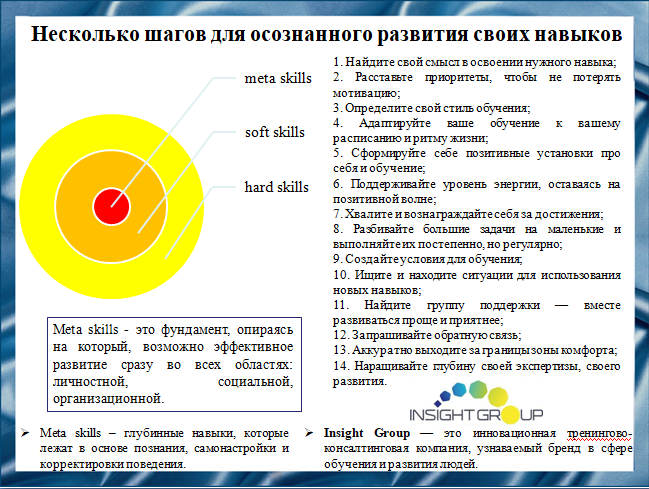 Несколько шагов для осознанного развития своих навыков
meta skills
soft skills
hard skills
Meta skills - это фундамент, опираясь
на который, возможно эффективное
развитие сразу во всех областях:
личностной, социальной,
организационной.
1. Найдите свой смысл в освоении нужного навыка;
2. Расставьте приоритеты, чтобы не потерять
мотивацию;
3. Определите свой стиль обучения;
4. Адаптируйте ваше обучение к вашему
расписанию и ритму жизни;
5. Сформируйте себе позитивные установки про
себя и обучение;
6. Поддерживайте уровень энергии, оставаясь на
позитивной волне;
7. Хвалите и вознаграждайте себя за достижения;
8. Разбивайте большие задачи на маленькие и
выполняйте их постепенно, но регулярно;
9. Создайте условия для обучения;
10. Ищите и находите ситуации для использования
новых навыков;
11. Найдите группу поддержки — вместе
развиваться проще и приятнее;
12. Запрашивайте обратную связь;
13. Аккуратно выходите за границы зоны комфорта;
14. Наращивайте глубину своей экспертизы, своего
развития.
INSIGHT GROUP
➢ Meta skills – глубинные навыки, которые
лежат в основе познания, самонастройки и
корректировки поведения.
➢ Insight Group — это инновационная тренингово-
консалтинговая компания, узнаваемый бренд в сфере
обучения и развития людей.